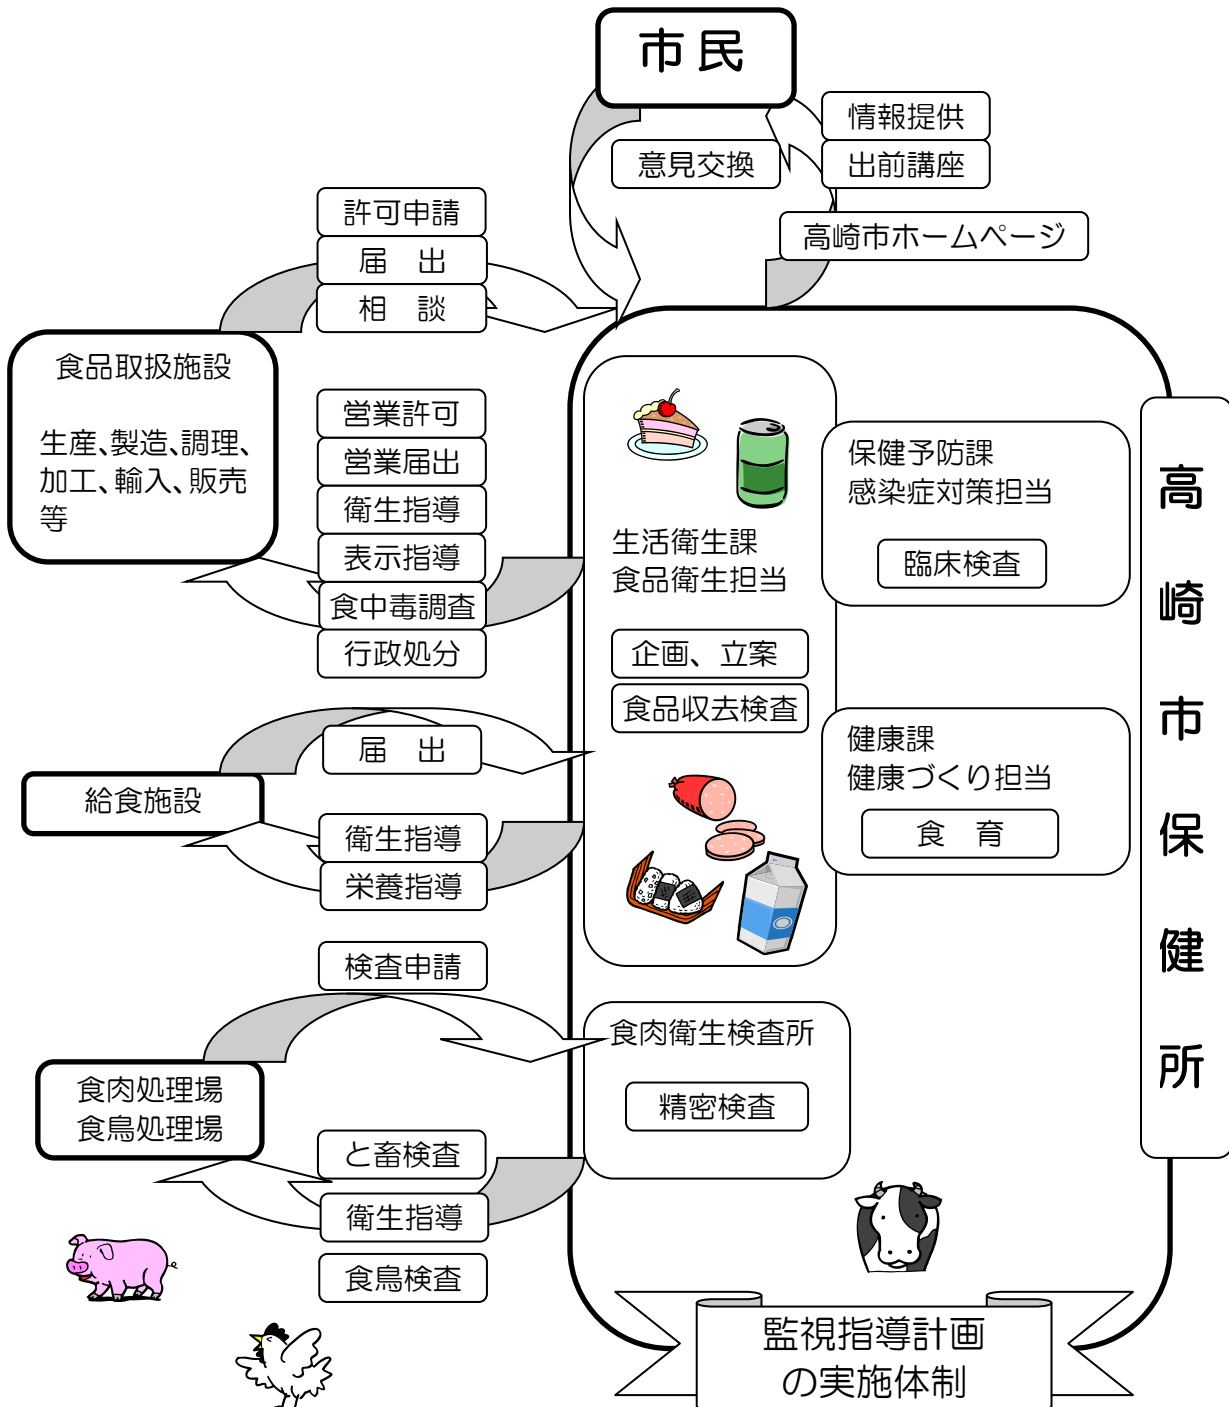 市民
情報提供
出前講座
意見交換
高崎市ホームページ
許可申請
届　出
相　談
食品取扱施設
生産、製造、調理、
加工、輸入、販売
等
営業許可
営業届出
衛生指導
表示指導
食中毒調査
行政処分
生活衛生課
食品衛生担当
企画、立案
食品収去検査
保健予防課
感染症対策担当
臨床検査
健康課
健康づくり担当
食　育
高崎市保健所
届　出
給食施設
衛生指導
栄養指導
検査申請
食肉処理場
食鳥処理場
と畜検査
衛生指導
食鳥検査
食肉衛生検査所
精密検査
監視指導計画
の実施体制